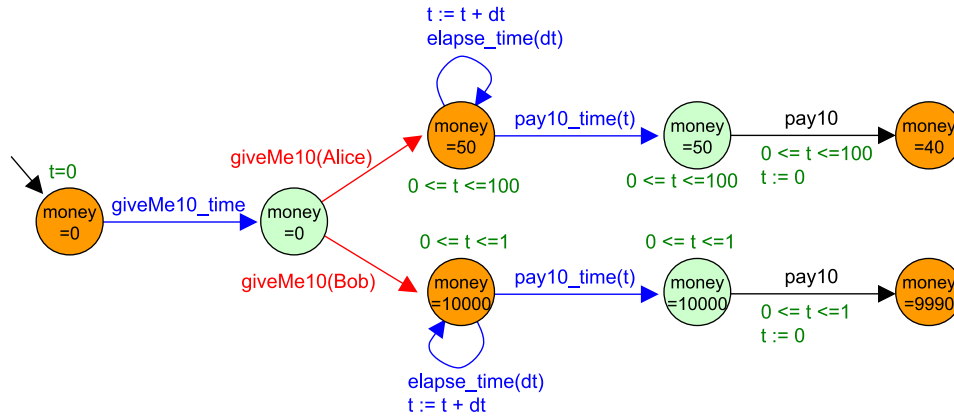 t := t + dt
elapse_time(dt)
money
=50
pay10_time(t)
money
=50
pay10
money
=40
giveMe10(Alice)
0 <= t <=100
0 <= t <=100
0 <= t <=100
t := 0
t=0
money
=0
giveMe10_time
money
=0
0 <= t <=1
0 <= t <=1
giveMe10(Bob)
money
=10000
pay10_time(t)
money
=10000
pay10
money
=9990
0 <= t <=1
t := 0
elapse_time(dt)
t := t + dt